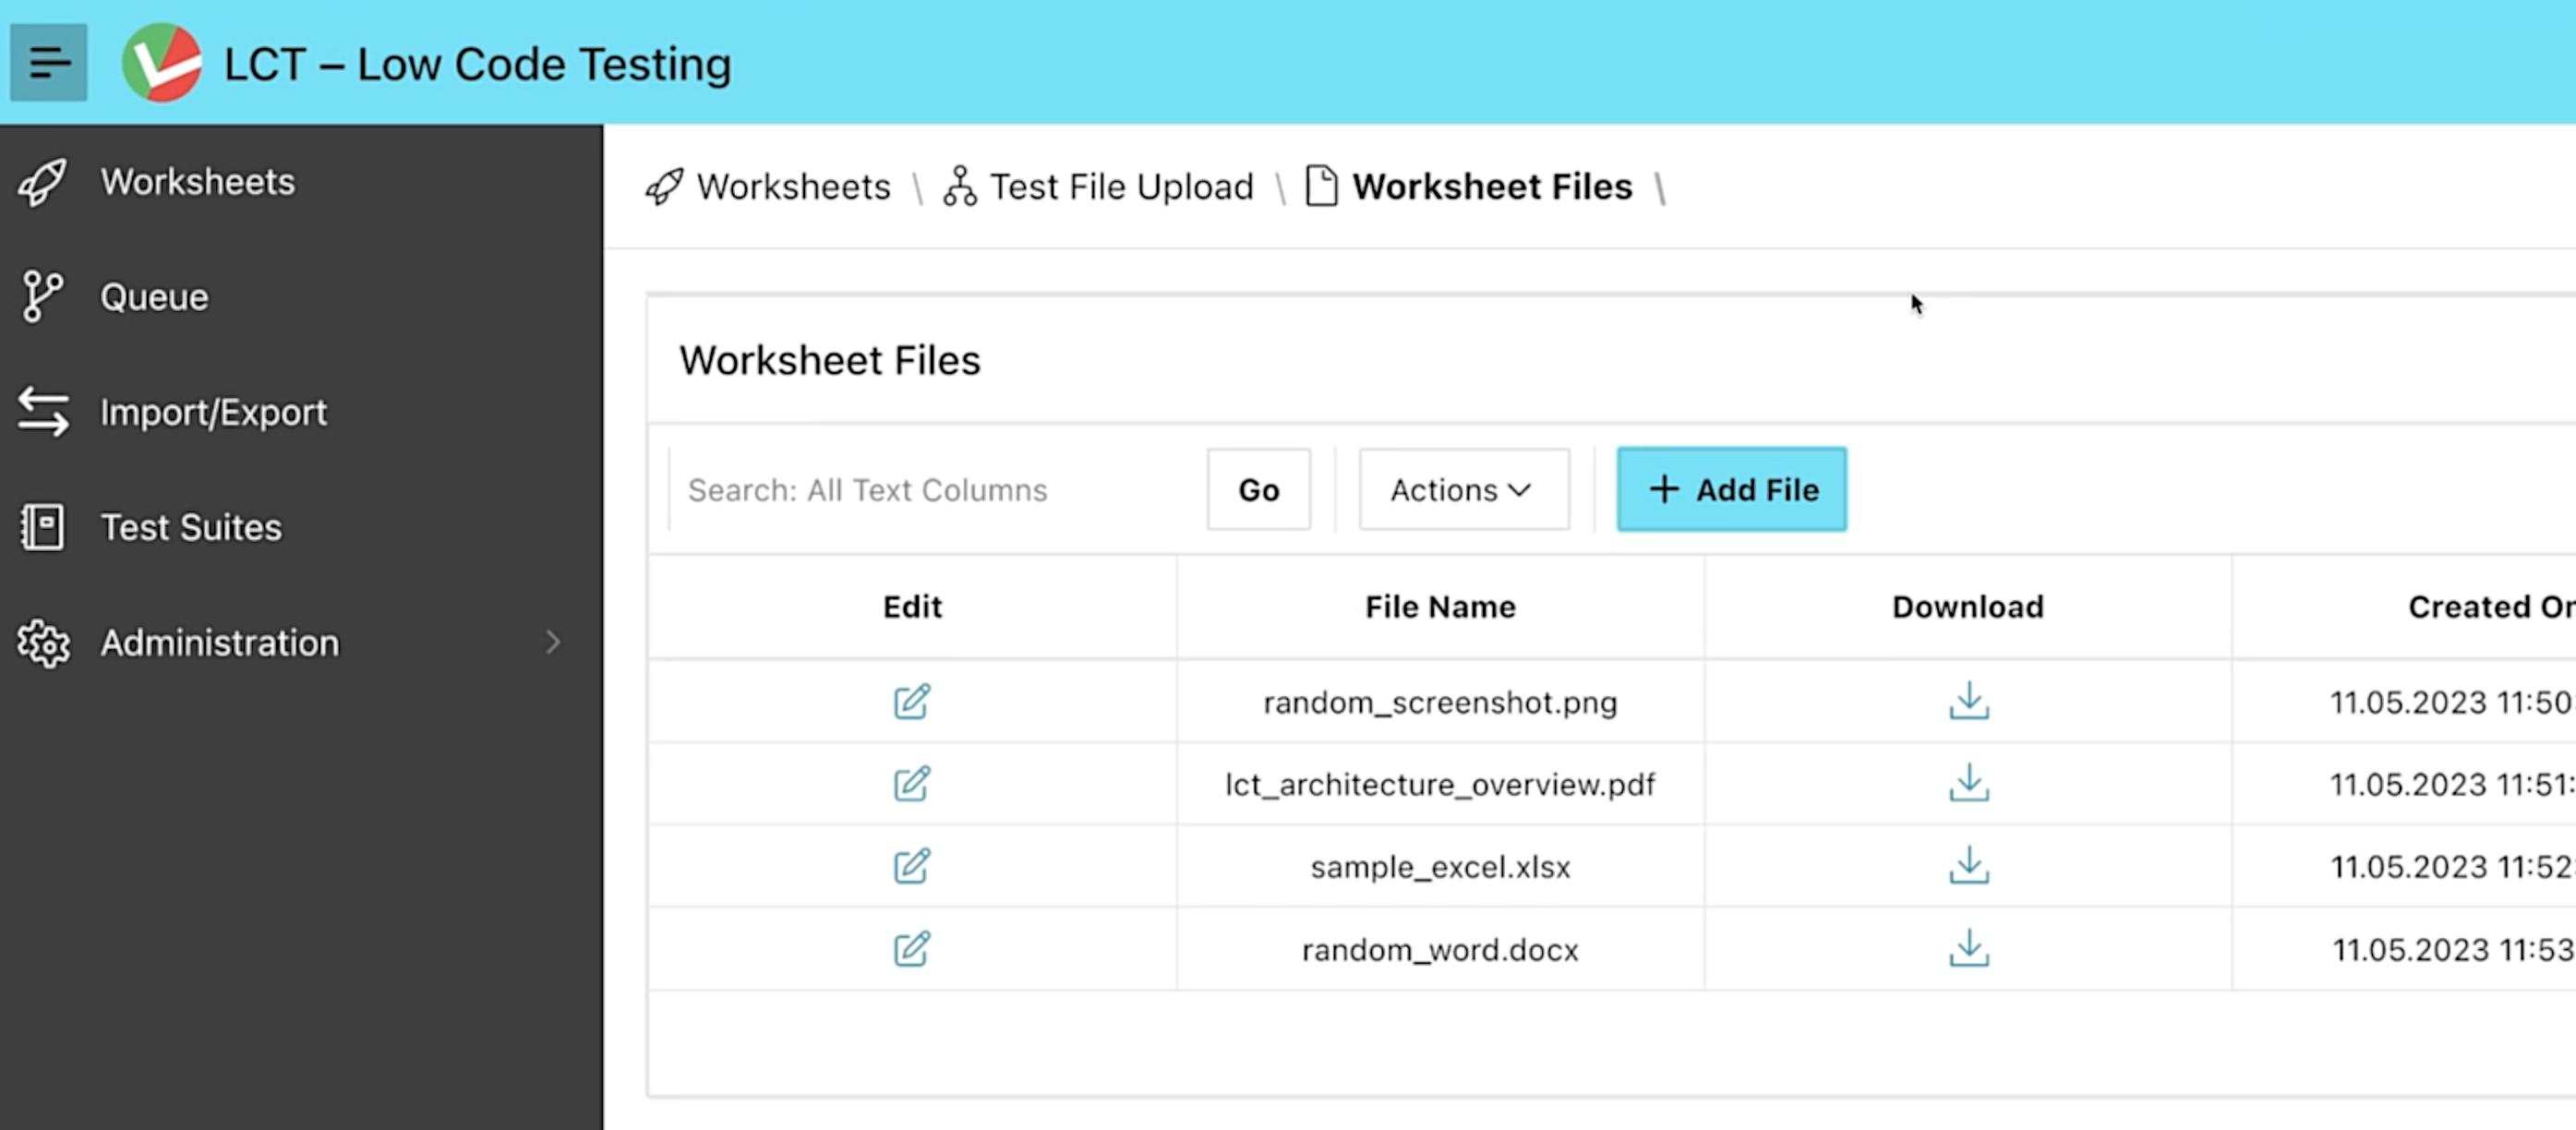 LCT – Low Code Testing
Worksheets
Queue
Import/Export
Test Suites
Administration
Worksheets \ Test File Upload \ Worksheet Files \
Worksheet Files
Search: All Text Columns Go Actions + Add File
Edit File Name Download Created On
random_screenshot.png 11.05.2023 11:50
lct_architecture_overview.pdf 11.05.2023 11:51:
sample_excel.xlsx 11.05.2023 11:52
random_word.docx 11.05.2023 11:53